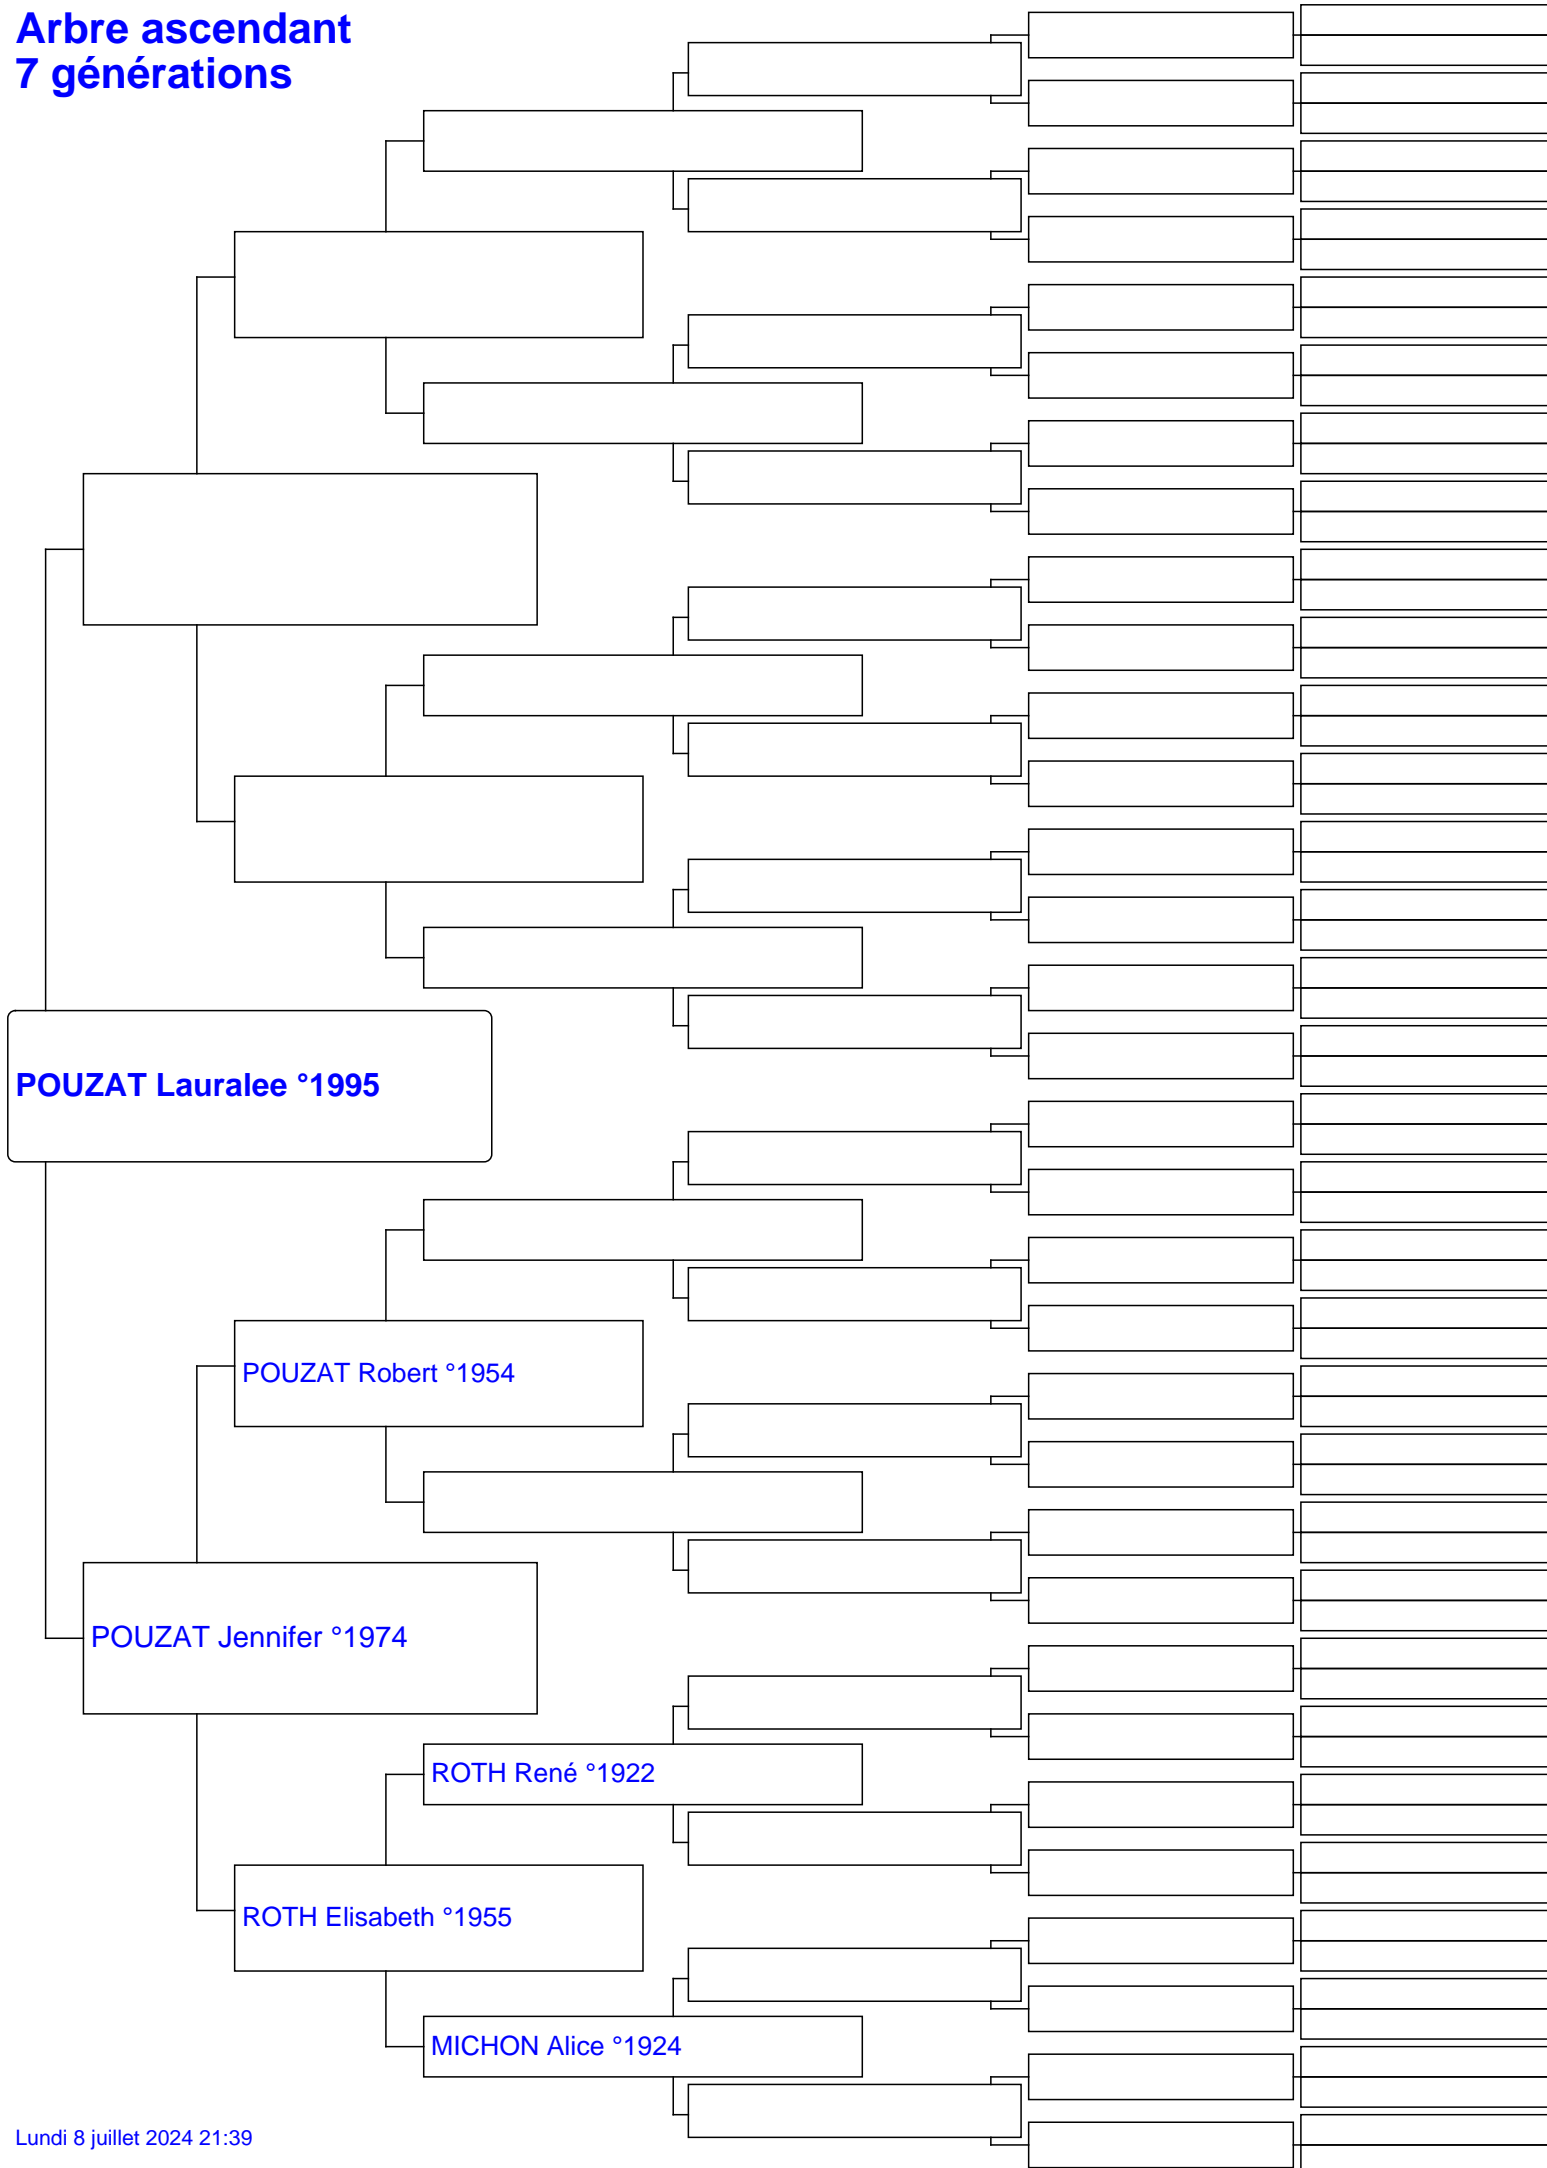 Arbre ascendant
7 générations
POUZAT Lauralee °1995
POUZAT Robert °1954
POUZAT Jennifer °1974
ROTH René °1922
ROTH Elisabeth °1955
MICHON Alice °1924
Lundi 8 juillet 2024 21:39